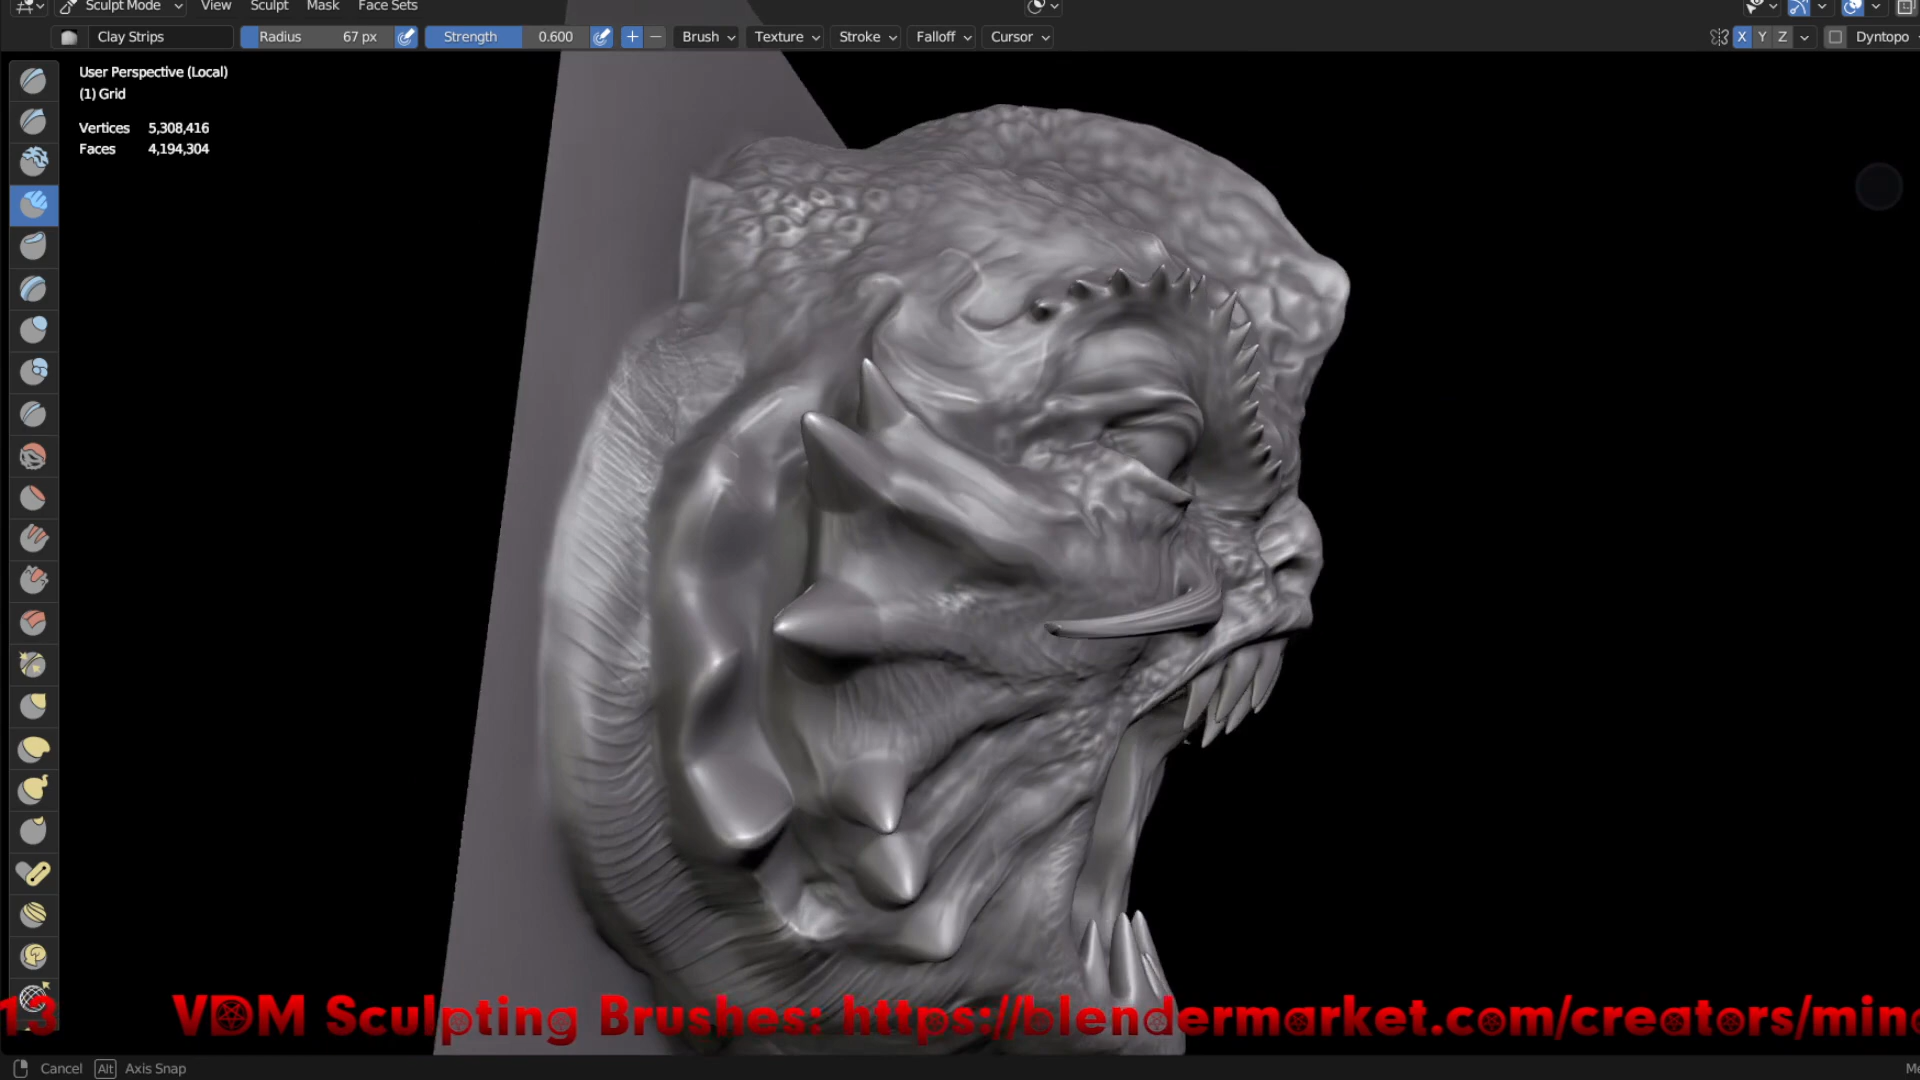 Sculpt Mode View Sculpt Mask Face Sets
Clay Strips Radius 67 px Strength 0.600 Brush Texture Stroke Falloff Cursor X Y Z Dyntopo
User Perspective (Local)
(1) Grid
Vertices 5,308,416
Faces 4,194,304
13 VDM Sculpting Brushes: https://blendermarket.com/creators/min
Cancel Alt Axis Snap